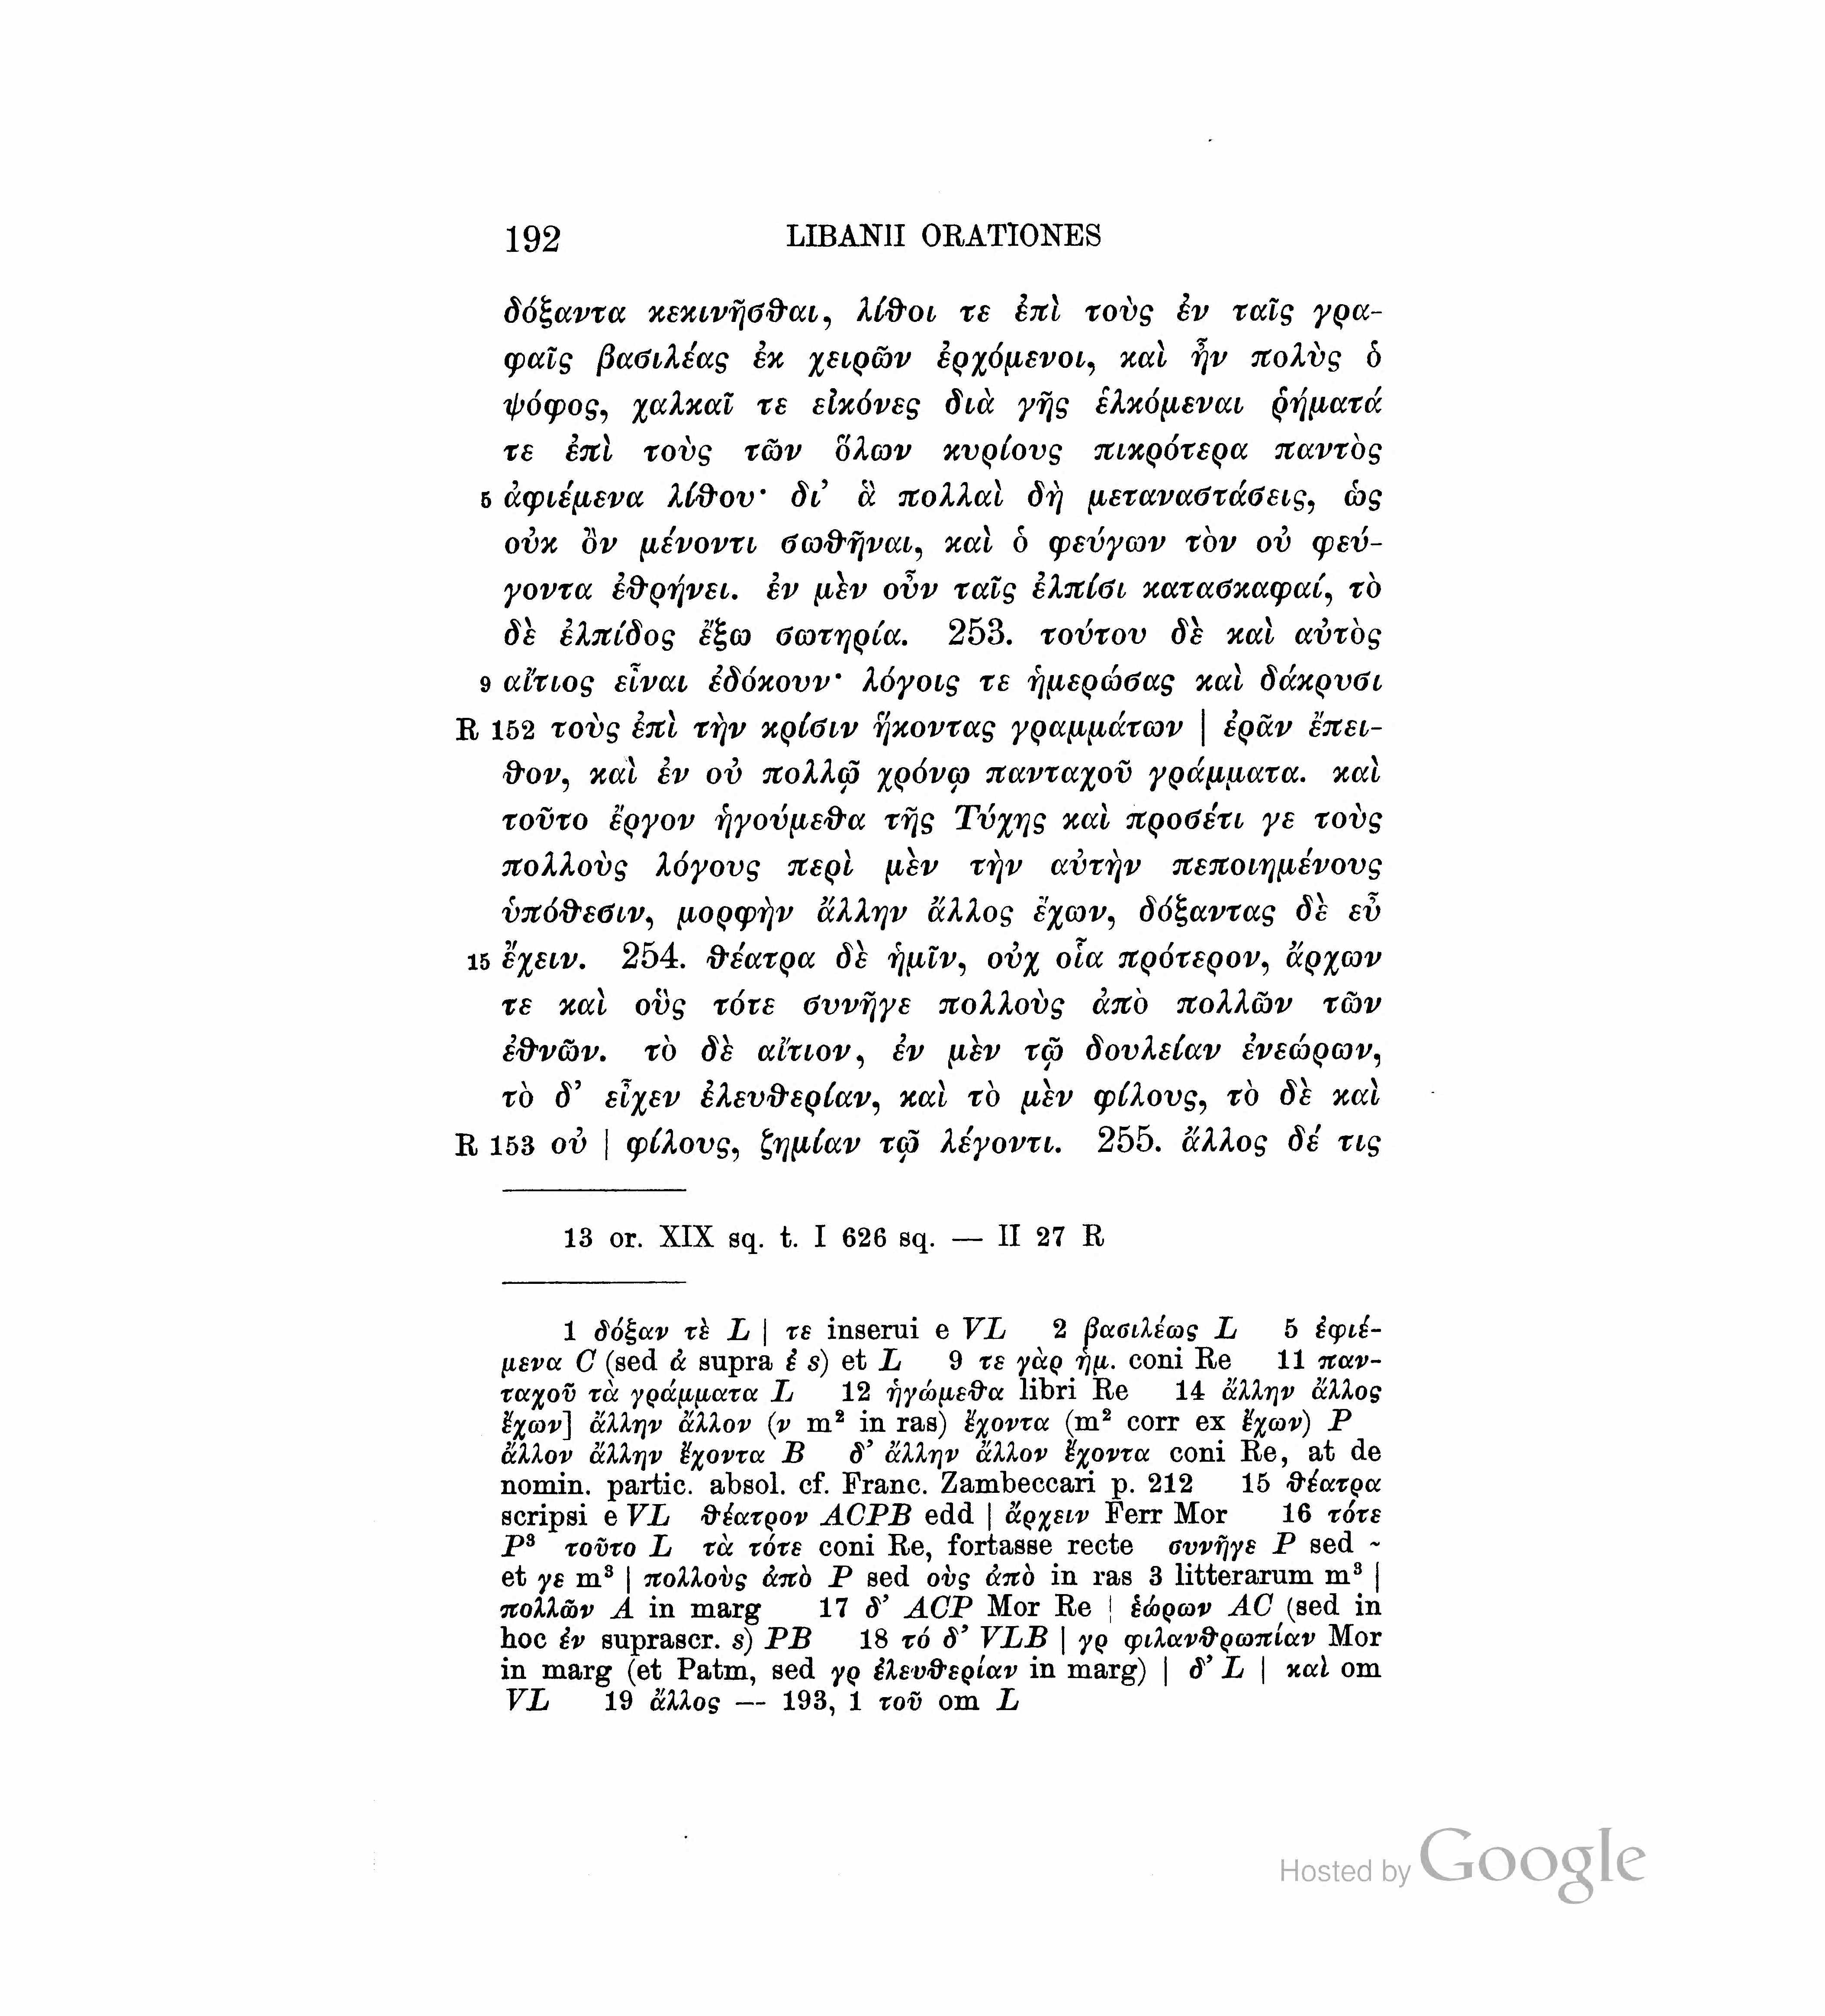 192 LIBANII ORATIONES
δόξαντα κεκινῆσθαι, λίθοι τε ἐπὶ τοὺς ἐν ταῖς γρα-
φαῖς βασιλέας ἐκ χειρῶν ἐρχόμενοι, καὶ ἦν πολὺς ὁ
ψόφος, χαλκαῖ τε εἰκόνες διὰ γῆς ἑλκόμεναι ῥήματά
τε ἐπὶ τοὺς τῶν ὅλων κυρίους πικρότερα παντὸς
5 ἀφιέμενα λίθου· δι’ ἃ πολλαὶ δὴ μεταναστάσεις, ὡς
οὐκ ὂν μένοντι σωθῆναι, καὶ ὁ φεύγων τὸν οὐ φεύ-
γοντα ἐθρήνει. ἐν μὲν οὖν ταῖς ἐλπίσι κατασκαφαί, τὸ
δὲ ἐλπίδος ἔξω σωτηρία. 253. τούτου δὲ καὶ αὐτὸς
9 αἴτιος εἶναι ἐδόκουν· λόγοις τε ἡμερώσας καὶ δάκρυσι
R 152 τοὺς ἐπὶ τὴν κρίσιν ἥκοντας γραμμάτων | ἐρᾶν ἔπει-
θον, καὶ ἐν οὐ πολλῷ χρόνῳ πανταχοῦ γράμματα. καὶ
τοῦτο ἔργον ἡγούμεθα τῆς Τύχης καὶ προσέτι γε τοὺς
πολλοὺς λόγους περὶ μὲν τὴν αὐτὴν πεποιημένους
ὑπόθεσιν, μορφὴν ἄλλην ἄλλος ἔχων, δόξαντας δὲ εὖ
15 ἔχειν. 254. θέατρα δὲ ἡμῖν, οὐχ οἷα πρότερον, ἄρχων
τε καὶ οὓς τότε συνῆγε πολλοὺς ἀπὸ πολλῶν τῶν
ἐθνῶν. τὸ δὲ αἴτιον, ἐν μὲν τῷ δουλείαν ἐνεώρων,
τὸ δ’ εἶχεν ἐλευθερίαν, καὶ τὸ μὲν φίλους, τὸ δὲ καὶ
R 153 οὐ | φίλους, ζημίαν τῷ λέγοντι. 255. ἄλλος δέ τις
13 or. XIX sq. t. I 626 sq. — II 27 R
1 δόξαν τὲ L | τε inserui e VL 2 βασιλέως L 5 ἐφιέ-
μενα C (sed ἀ supra ἐ s) et L 9 τε γὰρ ἡμ. coni Re 11 παν-
ταχοῦ τὰ γράμματα L 12 ἡγώμεθα libri Re 14 ἄλλην ἄλλος
ἔχων] ἄλλην ἄλλον (ν m² in ras) ἔχοντα (m² corr ex ἔχων) P
ἄλλον ἄλλην ἔχοντα B δ’ ἄλλην ἄλλον ἔχοντα coni Re, at de
nomin. partic. absol. cf. Franc. Zambeccari p. 212 15 θέατρα
scripsi e VL θέατρον ACPB edd | ἄρχειν Ferr Mor 16 τότε
P³ τοῦτο L τὰ τότε coni Re, fortasse recte συνῆγε P sed ~
et γε m³ | πολλοὺς ἀπὸ P sed οὺς ἀπὸ in ras 3 litterarum m³ |
πολλῶν A in marg 17 δ’ ACP Mor Re | ἑώρων AC (sed in
hoc ἐν suprascr. s) PB 18 τό δ’ VLB | γρ φιλανθρωπίαν Mor
in marg (et Patm, sed γρ ἐλευθερίαν in marg) | δ’ L | καὶ om
VL 19 ἄλλος — 193, 1 τοῦ om L
Hosted by Google